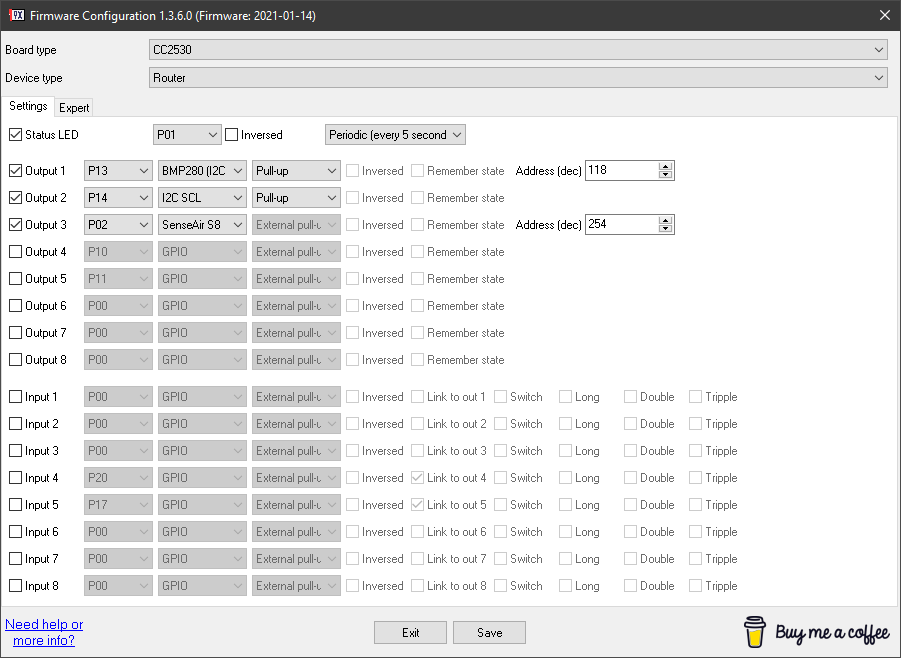 Firmware Configuration 1.3.6.0 (Firmware: 2021-01-14)
Board type CC2530
Device type Router
Settings Expert
Status LED P01 Inversed Periodic (every 5 second
Output 1 P13 BMP280 (I2C Pull-up Inversed Remember state Address (dec) 118
Output 2 P14 I2C SCL Pull-up Inversed Remember state
Output 3 P02 SenseAir S8 External pull-u Inversed Remember state Address (dec) 254
Output 4 P10 GPIO External pull-u Inversed Remember state
Output 5 P11 GPIO External pull-u Inversed Remember state
Output 6 P00 GPIO External pull-u Inversed Remember state
Output 7 P00 GPIO External pull-u Inversed Remember state
Output 8 P00 GPIO External pull-u Inversed Remember state
Input 1 P00 GPIO External pull-u Inversed Link to out 1 Switch Long Double Tripple
Input 2 P00 GPIO External pull-u Inversed Link to out 2 Switch Long Double Tripple
Input 3 P00 GPIO External pull-u Inversed Link to out 3 Switch Long Double Tripple
Input 4 P20 GPIO External pull-u Inversed Link to out 4 Switch Long Double Tripple
Input 5 P17 GPIO External pull-u Inversed Link to out 5 Switch Long Double Tripple
Input 6 P00 GPIO External pull-u Inversed Link to out 6 Switch Long Double Tripple
Input 7 P00 GPIO External pull-u Inversed Link to out 7 Switch Long Double Tripple
Input 8 P00 GPIO External pull-u Inversed Link to out 8 Switch Long Double Tripple
Need help or
more info?
Exit Save
Buy me a coffee